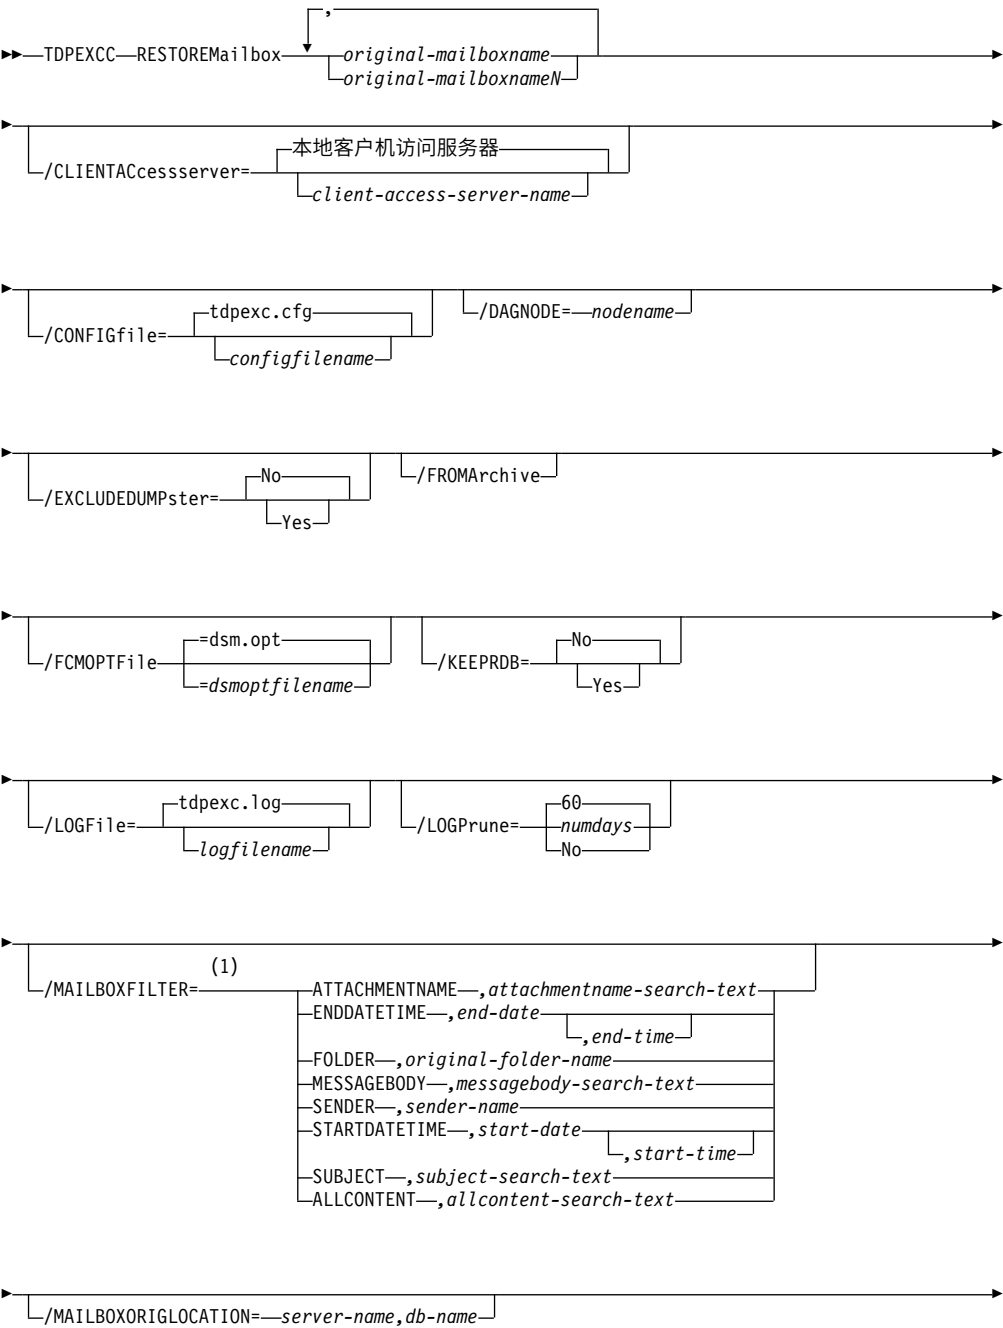 ,
TDPEXCC RESTOREMailbox original-mailboxname
original-mailboxnameN
本地客户机访问服务器
/CLIENTACcessserver=
client-access-server-name
tdpexc.cfg
/DAGNODE= nodename
/CONFIGfile=
configfilename
No
/FROMArchive
/EXCLUDEDUMPster=
Yes
=dsm.opt No
/FCMOPTFile /KEEPRDB=
=dsmoptfilename Yes
tdpexc.log 60
/LOGFile= /LOGPrune= numdays
logfilename No
(1)
/MAILBOXFILTER= ATTACHMENTNAME ,attachmentname-search-text
ENDDATETIME ,end-date
,end-time
FOLDER ,original-folder-name
MESSAGEBODY ,messagebody-search-text
SENDER ,sender-name
STARTDATETIME ,start-date
,start-time
SUBJECT ,subject-search-text
ALLCONTENT ,allcontent-search-text
/MAILBOXORIGLOCATION= server-name,db-name